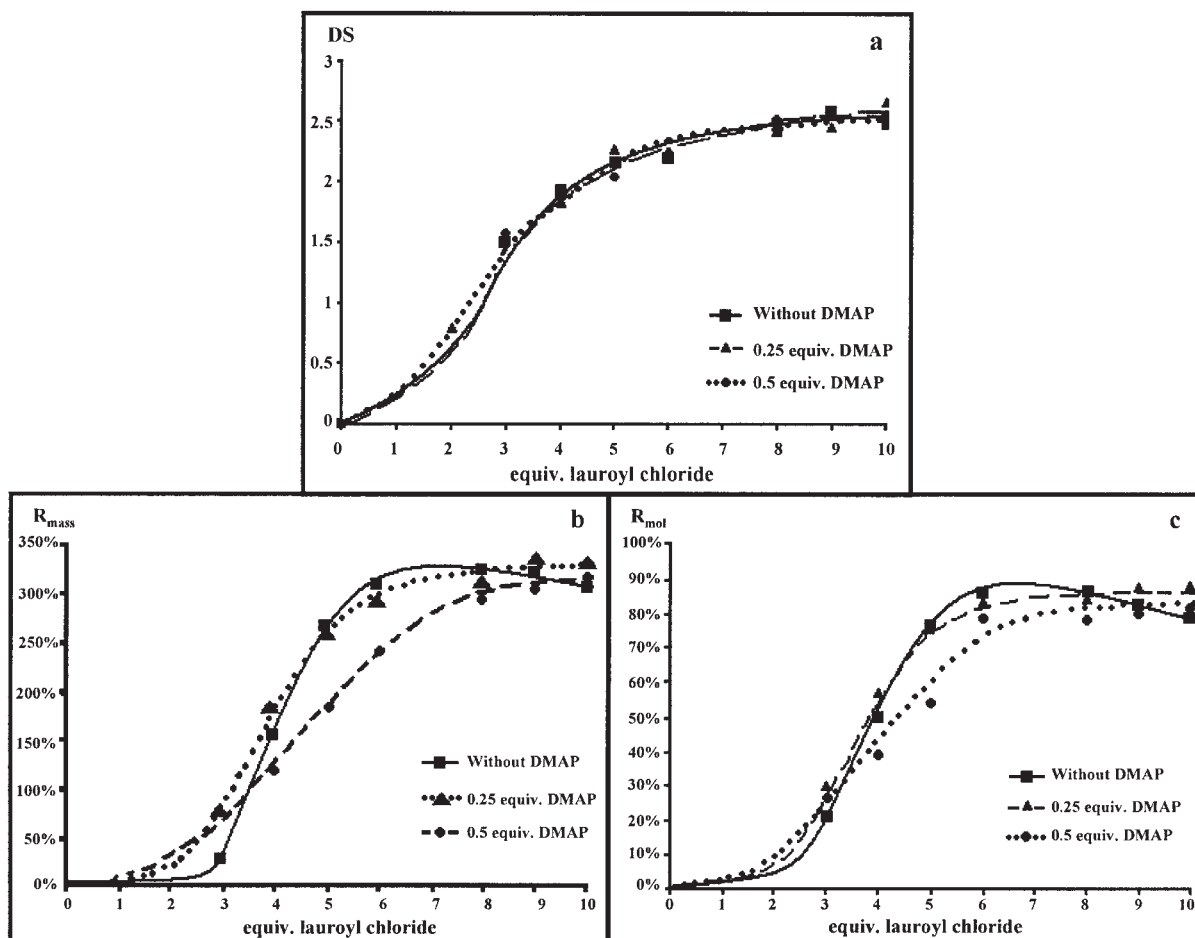 DS
a
3
2.5
2
1.5
1
0.5
0
Without DMAP
0.25 equiv. DMAP
0.5 equiv. DMAP
0 1 2 3 4 5 6 7 8 9 10
equiv. lauroyl chloride
R_mass
b
350%
300%
250%
200%
150%
100%
50%
0%
Without DMAP
0.25 equiv. DMAP
0.5 equiv. DMAP
0 1 2 3 4 5 6 7 8 9 10
equiv. lauroyl chloride
R_mol
c
100%
90%
80%
70%
60%
50%
40%
30%
20%
10%
0%
Without DMAP
0.25 equiv. DMAP
0.5 equiv. DMAP
0 1 2 3 4 5 6 7 8 9 10
equiv. lauroyl chloride